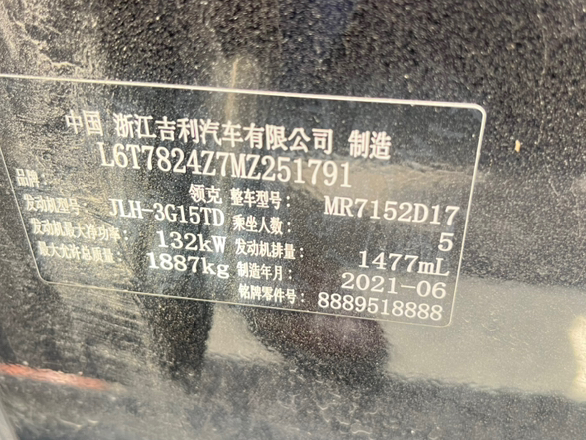 中国 浙江吉利汽车有限公司 制造
L6T7824Z7MZ251791
品牌: 领克 整车型号: MR7152D17
发动机型号: JLH-3G15TD 乘坐人数: 5
发动机最大净功率: 132kW 发动机排量: 1477mL
最大允许总质量: 1887kg 制造年月: 2021-06
铭牌零件号: 8889518888